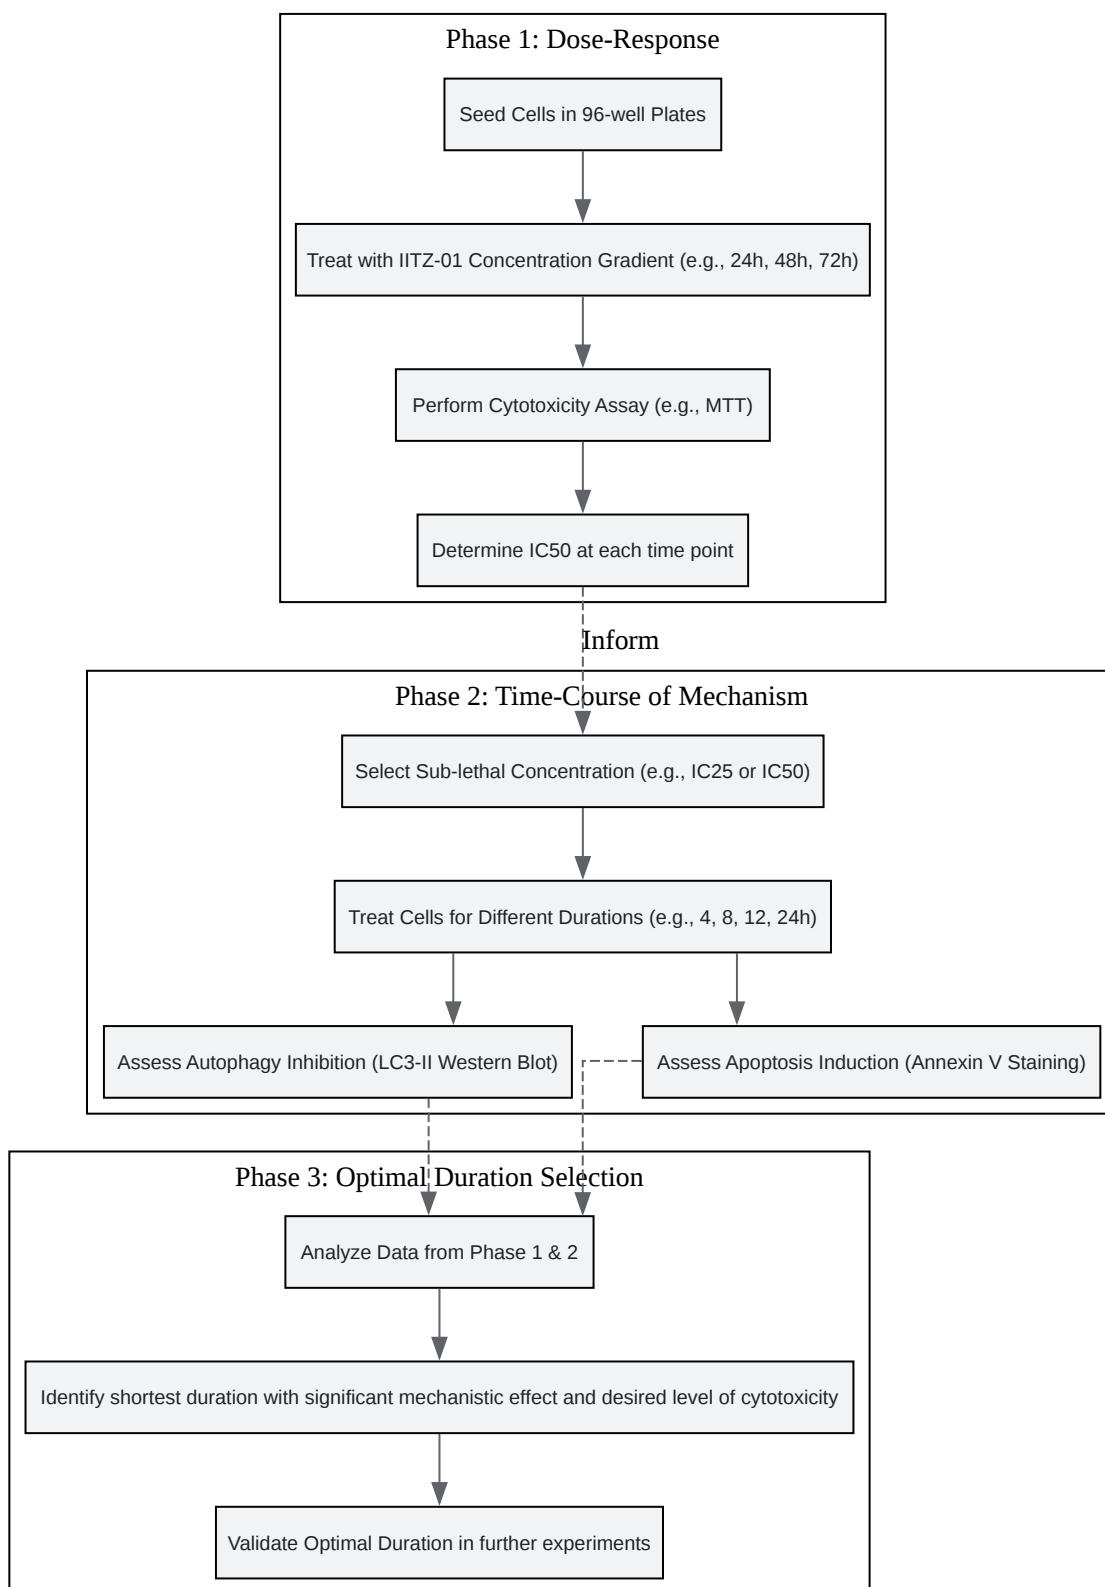 Phase 1: Dose-Response
Seed Cells in 96-well Plates
Treat with IITZ-01 Concentration Gradient (e.g., 24h, 48h, 72h)
Perform Cytotoxicity Assay (e.g., MTT)
Determine IC50 at each time point
Inform
Phase 2: Time-Course of Mechanism
Select Sub-lethal Concentration (e.g., IC25 or IC50)
Treat Cells for Different Durations (e.g., 4, 8, 12, 24h)
Assess Autophagy Inhibition (LC3-II Western Blot)
Assess Apoptosis Induction (Annexin V Staining)
Phase 3: Optimal Duration Selection
Analyze Data from Phase 1 & 2
Identify shortest duration with significant mechanistic effect and desired level of cytotoxicity
Validate Optimal Duration in further experiments